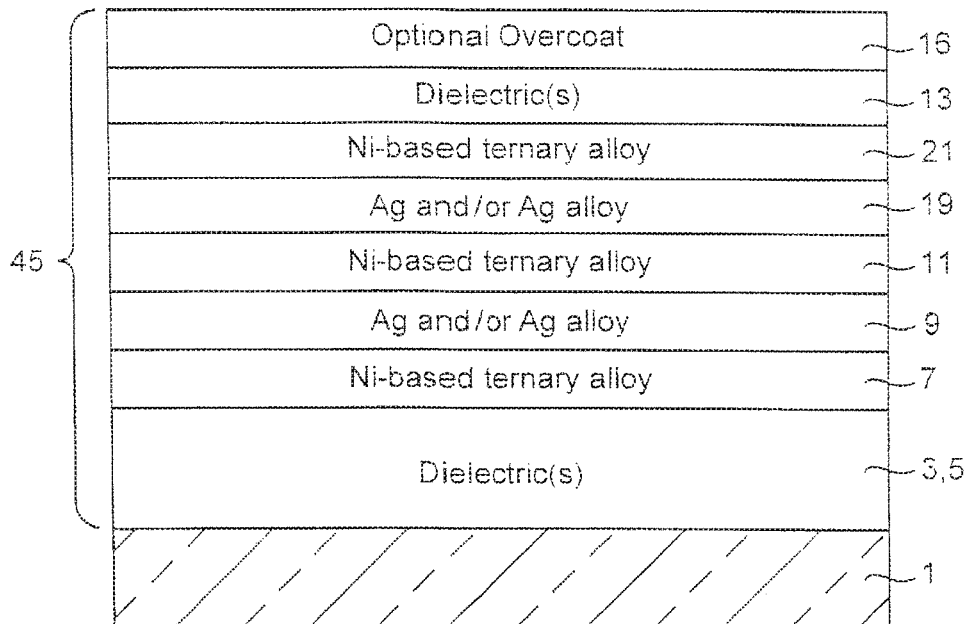 Optional Overcoat 16
Dielectric(s) 13
Ni-based ternary alloy 21
Ag and/or Ag alloy 19
45
Ni-based ternary alloy 11
Ag and/or Ag alloy 9
Ni-based ternary alloy 7
Dielectric(s) 3,5
1